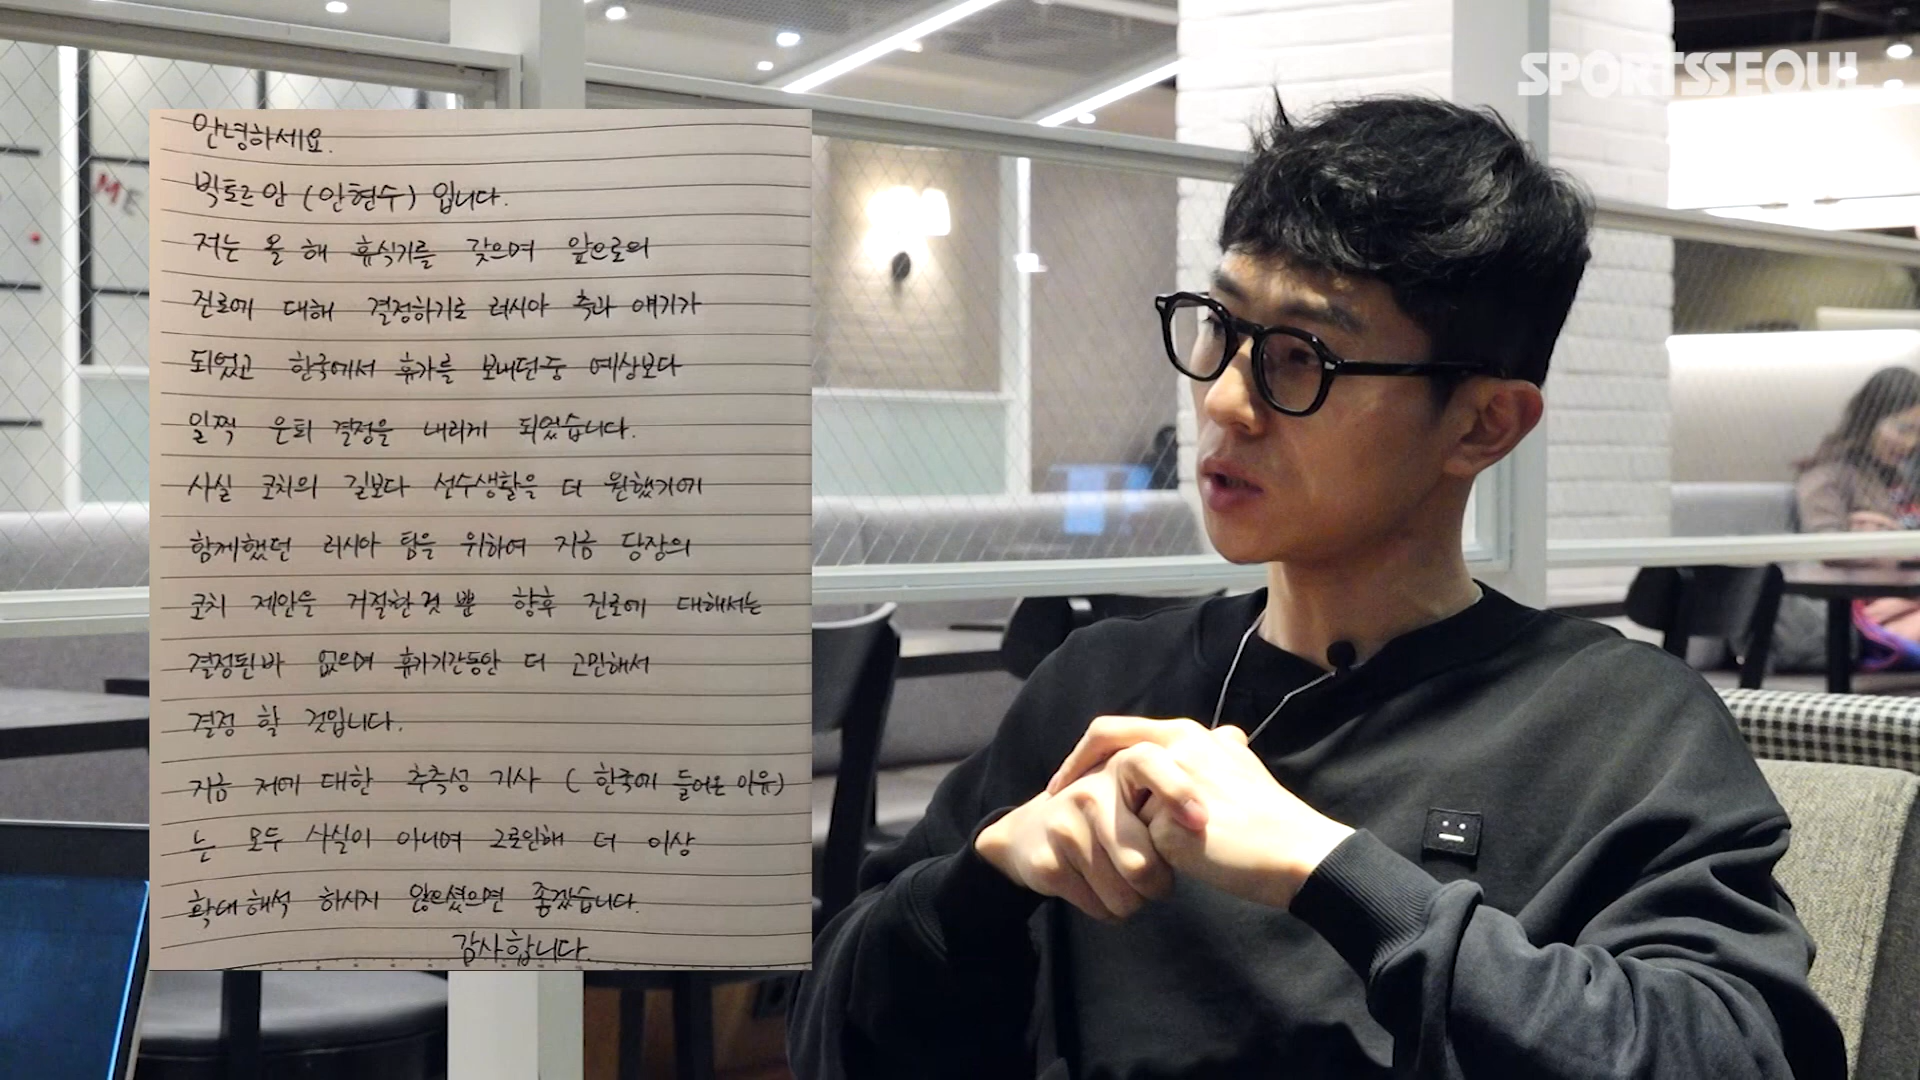 SPORTSSEOUL
ME
안녕하세요.
빅토르안 (안현수) 입니다.
저는 올 해 휴식기를 갖으며 앞으로의
진로에 대해 결정하기로 러시아 측과 얘기가
되었고 한국에서 휴가를 보내던중 예상보다
일찍 은퇴 결정을 내리게 되었습니다.
사실 코치의 길보다 선수생활을 더 원했기에
함께했던 러시아 팀을 위하여 지금 당장의
코치 제안을 거절한것 뿐 향후 진로에 대해서는
결정된바 없으며 휴가기간동안 더 고민해서
결정 할 것입니다.
지금 저에 대한 추측성 기사 ( 한국에 들어온 이유)
는 모두 사실이 아니며 그로인해 더 이상
확대해석 하시지 않으셨으면 좋겠습니다.
감사합니다.